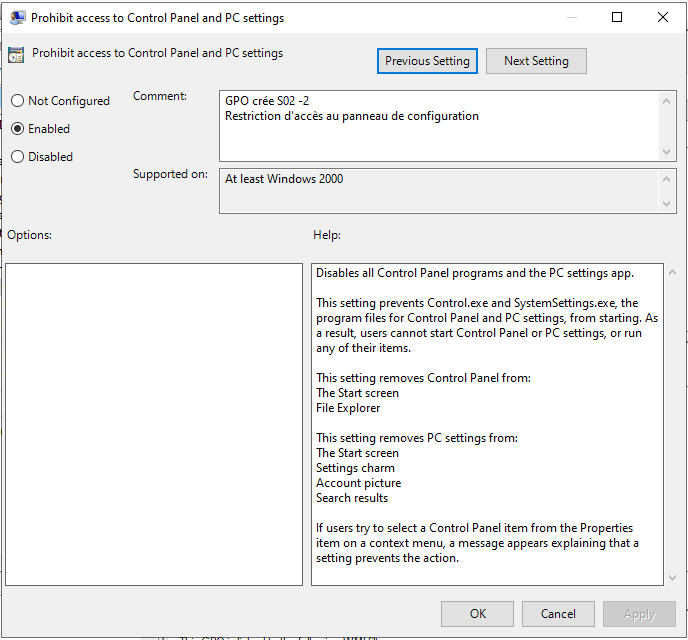 Prohibit access to Control Panel and PC settings
Prohibit access to Control Panel and PC settings
Previous Setting
Next Setting
Not Configured
Enabled
Disabled
Comment:
GPO crée S02 -2
Restriction d'accès au panneau de configuration
Supported on:
At least Windows 2000
Options:
Help:
Disables all Control Panel programs and the PC settings app.
This setting prevents Control.exe and SystemSettings.exe, the
program files for Control Panel and PC settings, from starting. As
a result, users cannot start Control Panel or PC settings, or run
any of their items.
This setting removes Control Panel from:
The Start screen
File Explorer
This setting removes PC settings from:
The Start screen
Settings charm
Account picture
Search results
If users try to select a Control Panel item from the Properties
item on a context menu, a message appears explaining that a
setting prevents the action.
OK
Cancel
Apply